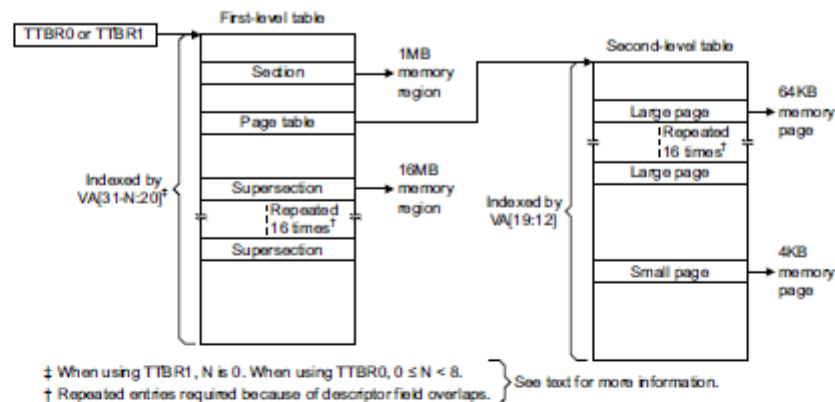 First-level table
TTBR0 or TTBR1
Section
1MB
memory
region
Page table
Indexed by
VA[31-N:20]‡
Supersection
16MB
memory
region
Repeated
16 times†
Supersection
Second-level table
Large page
64KB
memory
page
Repeated
16 times†
Large page
Indexed by
VA[19:12]
Small page
4KB
memory
page
‡ When using TTBR1, N is 0. When using TTBR0, 0 ≤ N < 8.
† Repeated entries required because of descriptor field overlaps.
See text for more information.